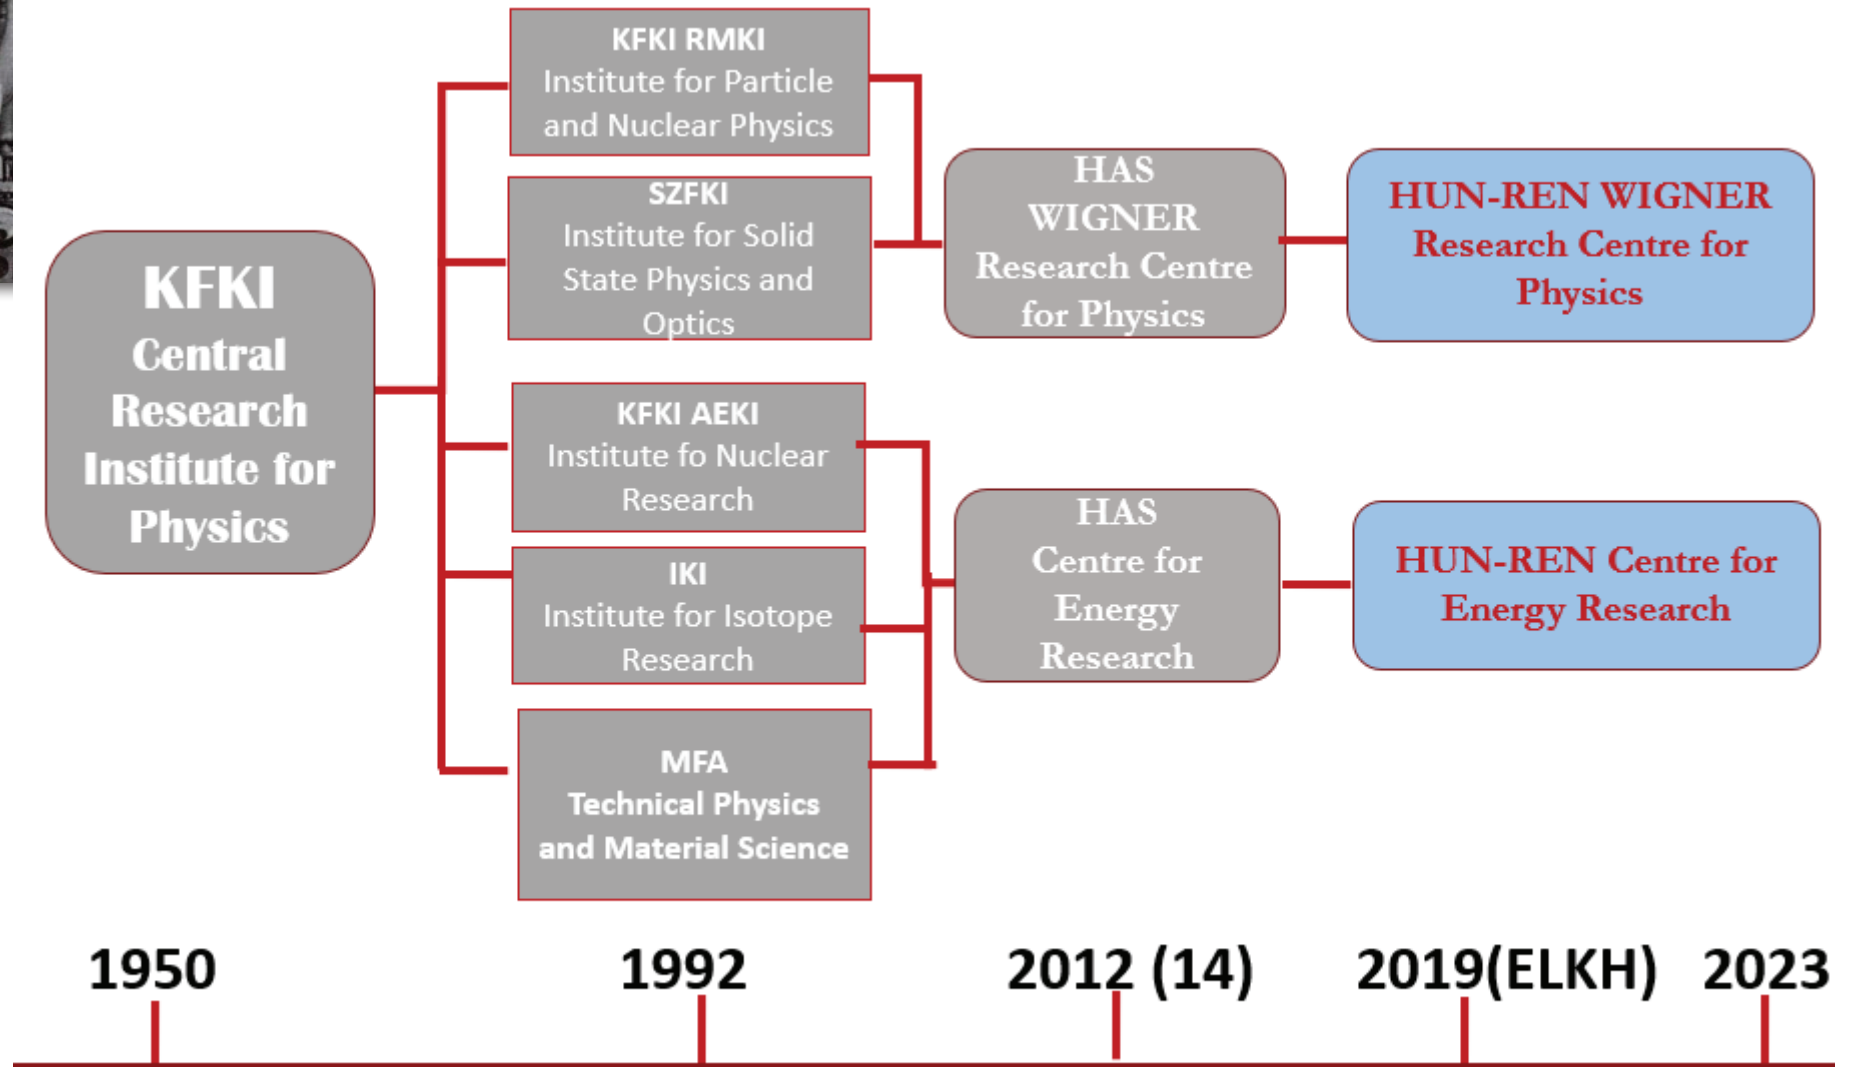 KFKI
Central
Research
Institute for
Physics
KFKI RMKI
Institute for Particle
and Nuclear Physics
SZFKI
Institute for Solid
State Physics and
Optics
KFKI AEKI
Institute fo Nuclear
Research
IKI
Institute for Isotope
Research
MFA
Technical Physics
and Material Science
HAS
WIGNER
Research Centre
for Physics
HAS
Centre for
Energy
Research
HUN-REN WIGNER
Research Centre for
Physics
HUN-REN Centre for
Energy Research
1950
1992
2012 (14)
2019(ELKH)
2023